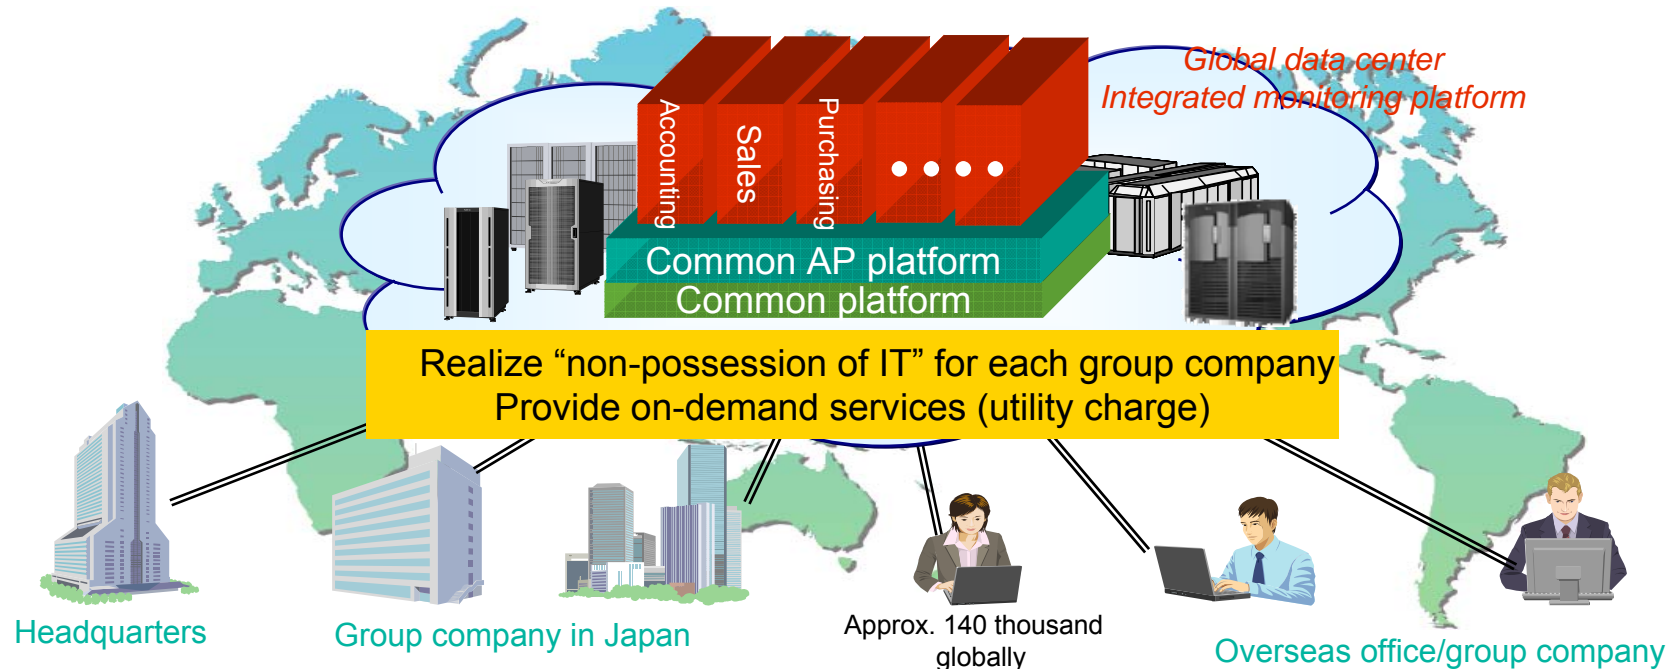 Global data center
Integrated monitoring platform
Accounting
Sales
Purchasing
Common AP platform
Common platform
Realize “non-possession of IT” for each group company
Provide on-demand services (utility charge)
Headquarters
Group company in Japan
Approx. 140 thousand
globally
Overseas office/group company